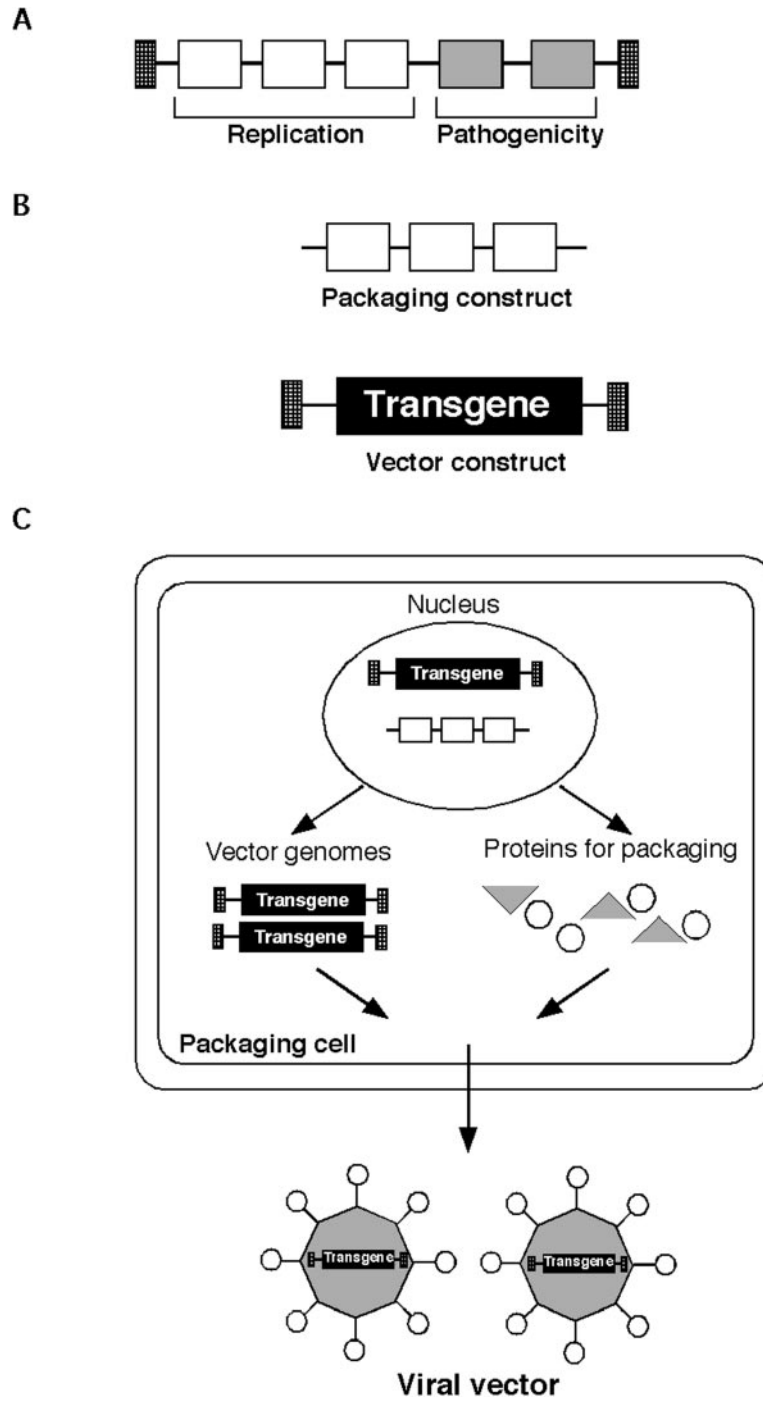 A
Replication Pathogenicity
B
Packaging construct
Transgene
Vector construct
C
Nucleus
Transgene
Vector genomes Proteins for packaging
Transgene
Transgene
Packaging cell
Transgene Transgene
Viral vector